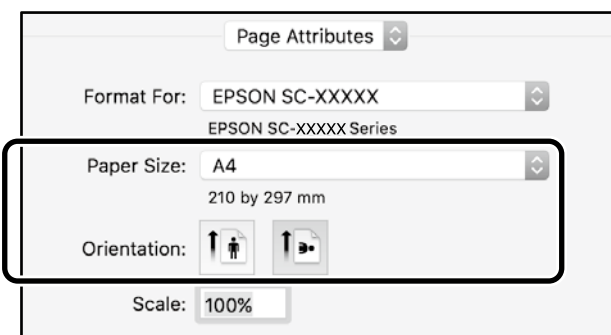 Page Attributes
Format For: EPSON SC-XXXXX
EPSON SC-XXXXX Series
Paper Size: A4
210 by 297 mm
Orientation:
Scale: 100%